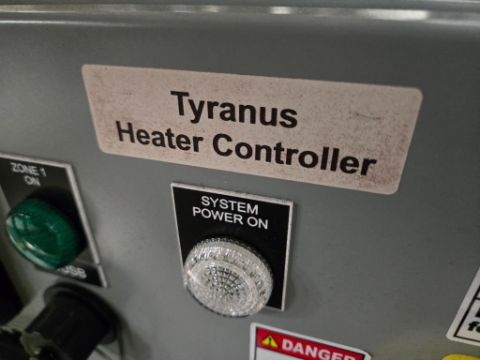 Tyranus
Heater Controller
ZONE 1
ON
SYSTEM
POWER ON
DANGER